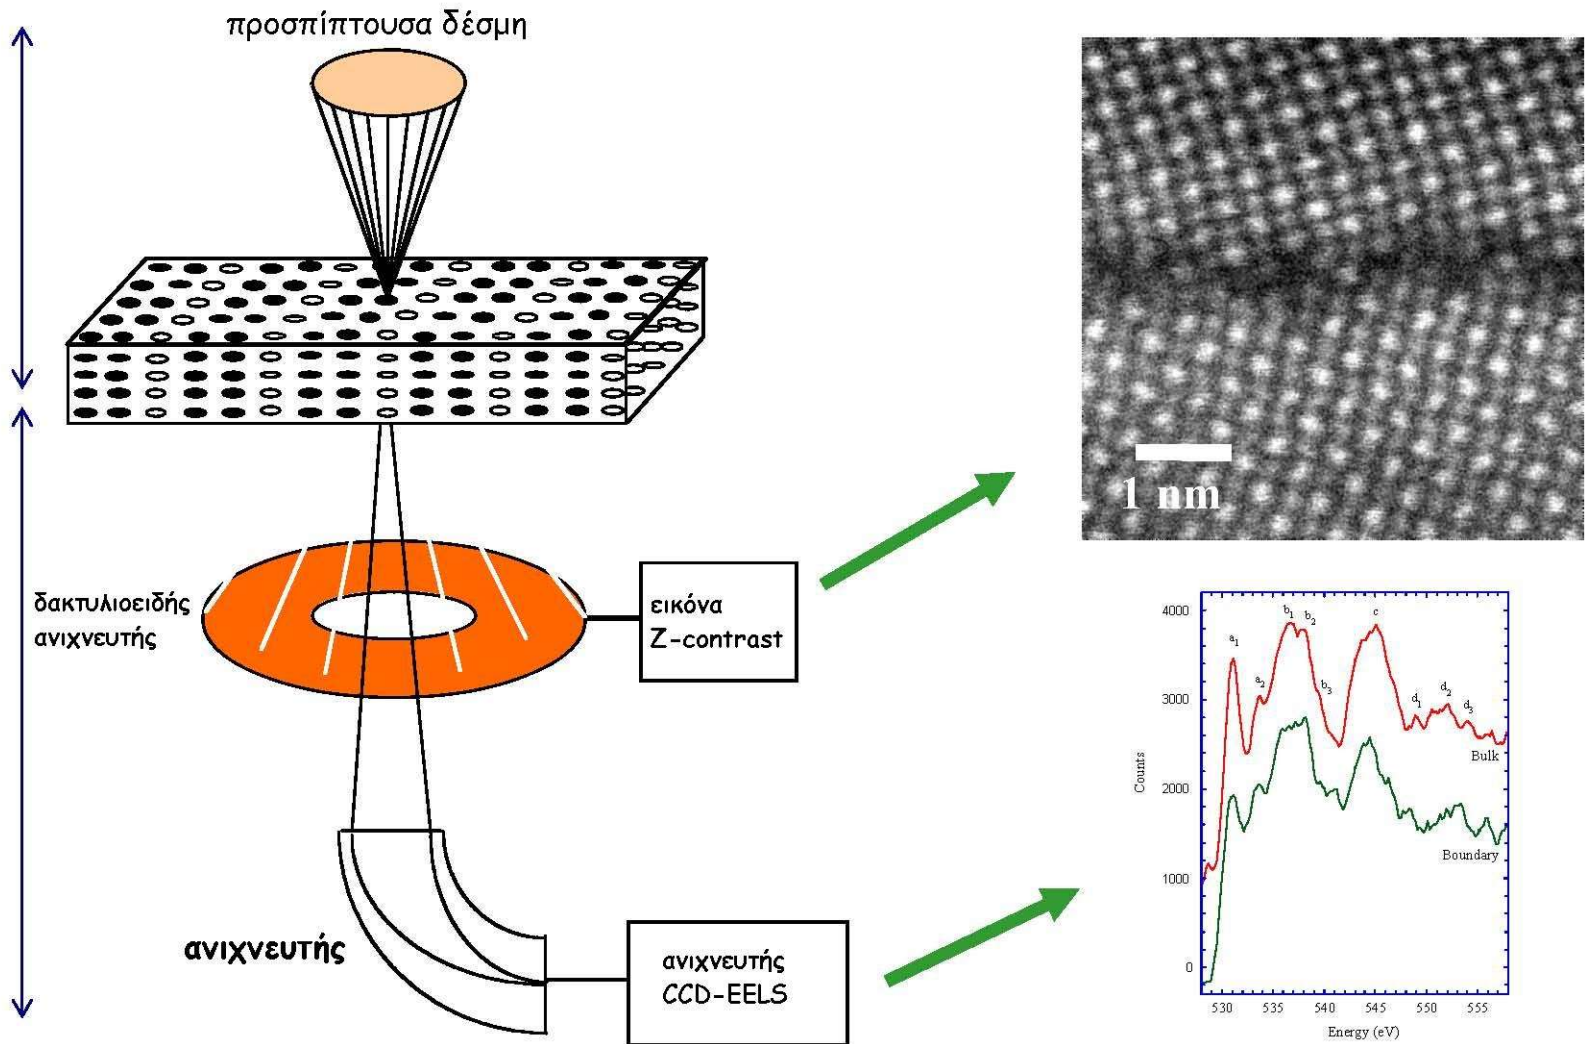 προσπίπτουσα δέσμη
δακτυλιοειδής
ανιχνευτής
εικόνα
Z-contrast
ανιχνευτής
ανιχνευτής
CCD-EELS
1 nm
4000
3000
2000
1000
0
Counts
a1
a2
b1
b2
b3
c
d1
d2
d3
Bulk
Boundary
530 535 540 545 550 555
Energy (eV)